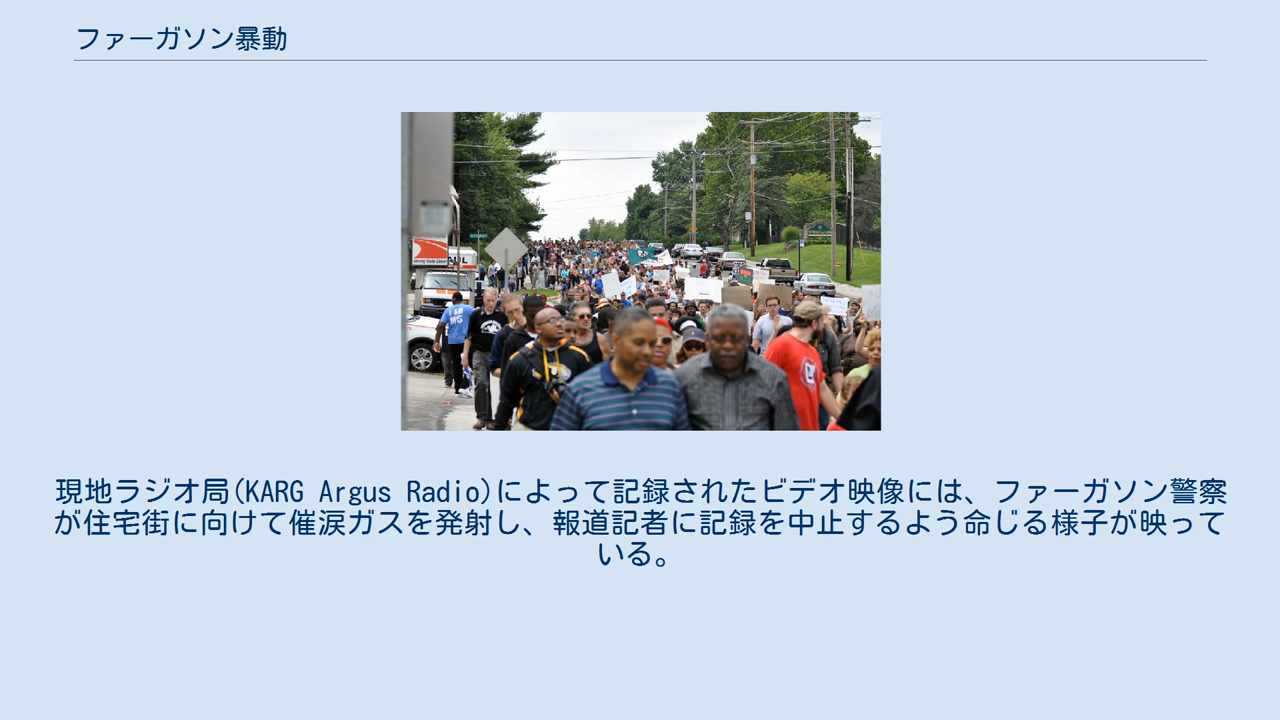 ファーガソン暴動
I AM
現地ラジオ局(KARG Argus Radio)によって記録されたビデオ映像には、ファーガソン警察
が住宅街に向けて催涙ガスを発射し、報道記者に記録を中止するよう命じる様子が映って
いる。